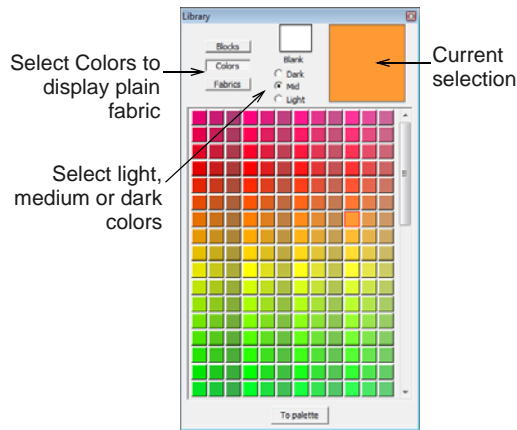 Library
Blocks
Colors
Fabrics
Blank
Dark
Mid
Light
Select Colors to
display plain
fabric
Current
selection
Select light,
medium or dark
colors
To palette